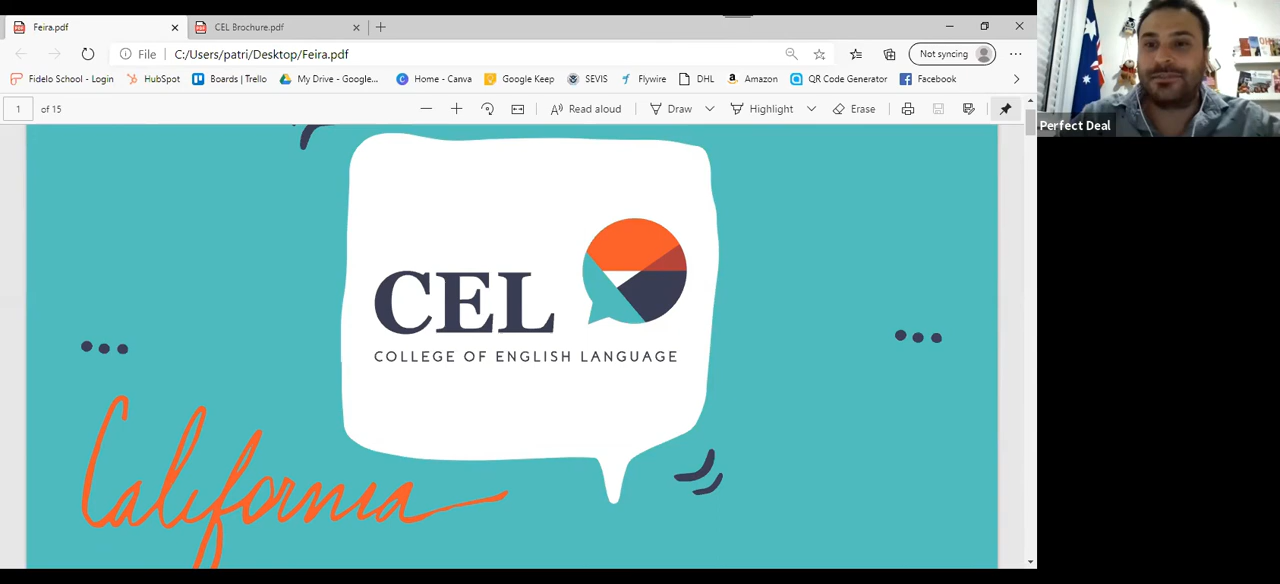 Feira.pdf
CEL Brochure.pdf
File
C:/Users/patri/Desktop/Feira.pdf
Not syncing
Fidelo School - Login
HubSpot
Boards | Trello
My Drive - Google...
Home - Canva
Google Keep
SEVIS
Flywire
DHL
Amazon
QR Code Generator
Facebook
1 of 15
Read aloud
Draw
Highlight
Erase
Perfect Deal
CEL
COLLEGE OF ENGLISH LANGUAGE
California